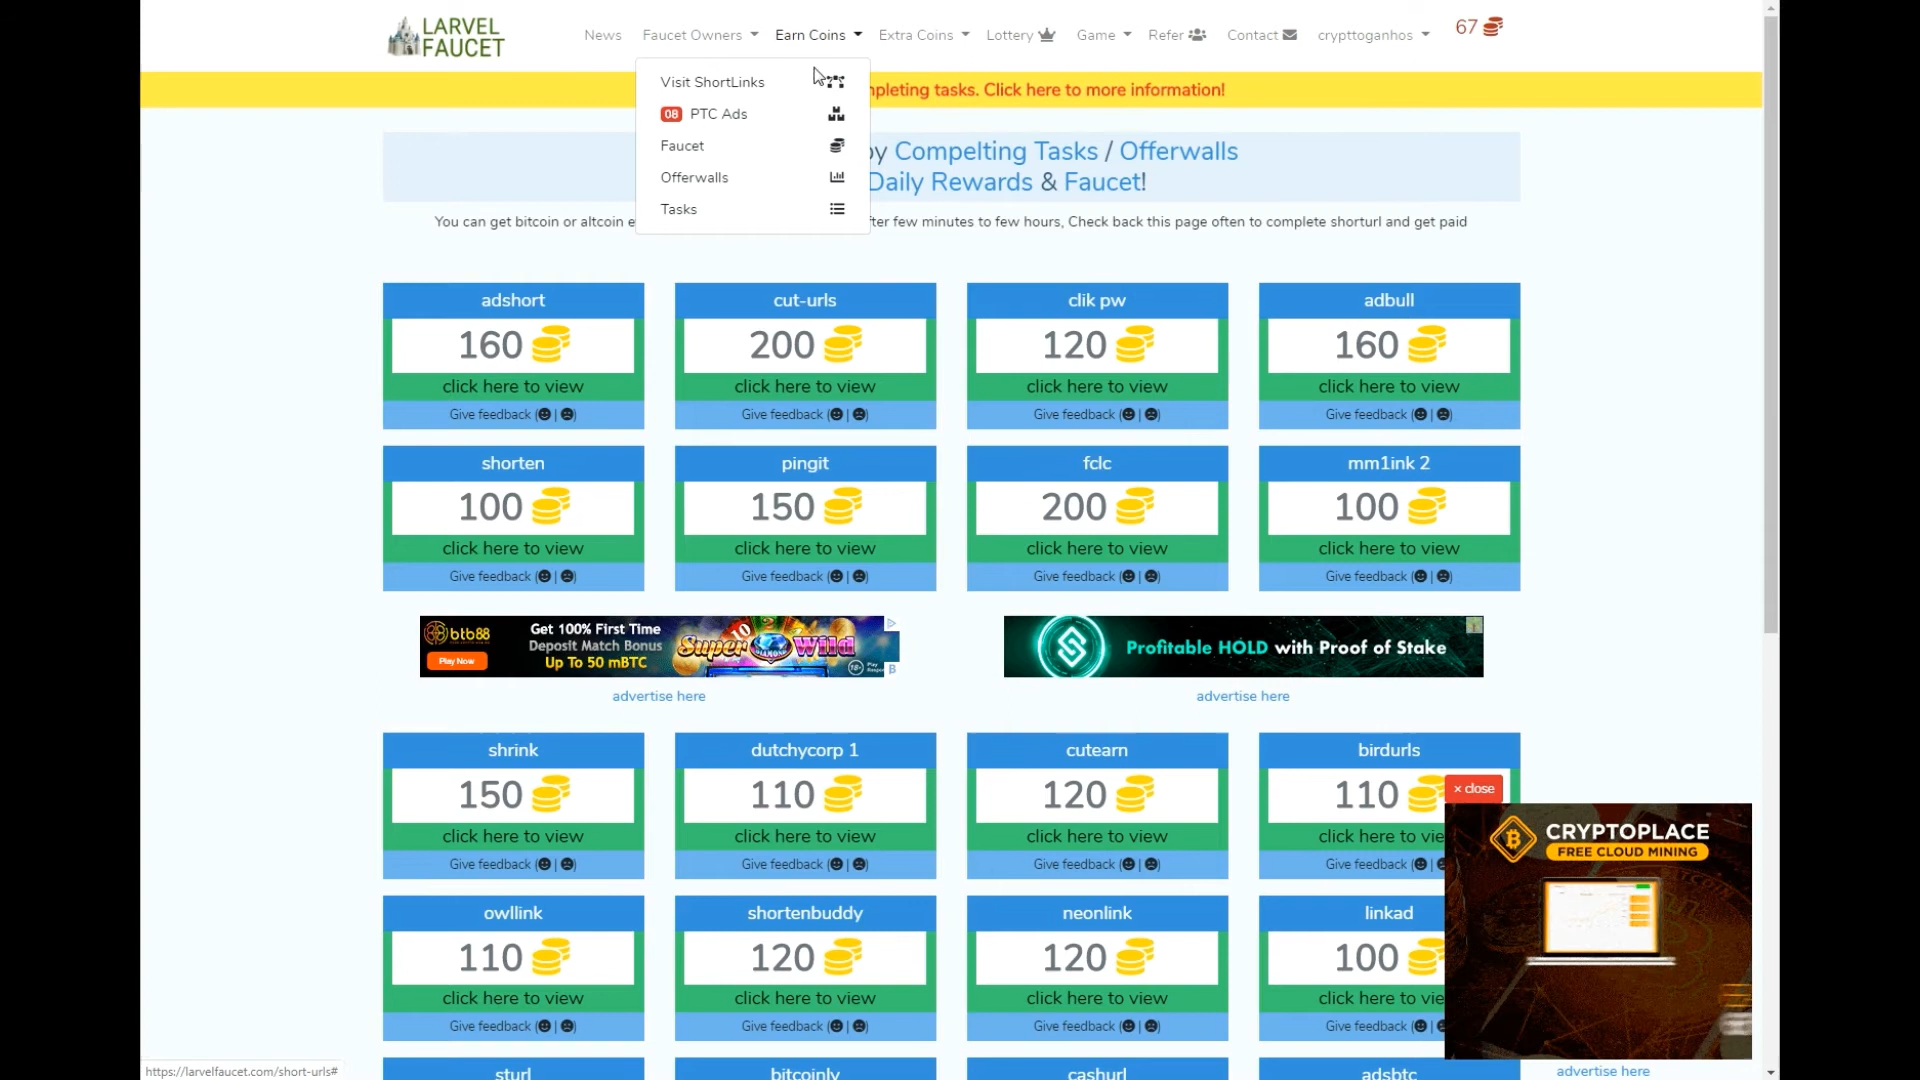 LARVEL
FAUCET
News
Faucet Owners
Earn Coins
Extra Coins
Lottery
Game
Refer
Contact
crypttoganhos
67
Visit ShortLinks
08 PTC Ads
Faucet
Offerwalls
Tasks
pleting tasks. Click here to more information!
by Compelting Tasks / Offerwalls
Daily Rewards & Faucet!
You can get bitcoin or altcoin e
fter few minutes to few hours, Check back this page often to complete shorturl and get paid
adshort
160
click here to view
Give feedback ( | )
cut-urls
200
click here to view
Give feedback ( | )
clik pw
120
click here to view
Give feedback ( | )
adbull
160
click here to view
Give feedback ( | )
shorten
100
click here to view
Give feedback ( | )
pingit
150
click here to view
Give feedback ( | )
fclc
200
click here to view
Give feedback ( | )
mm1ink 2
100
click here to view
Give feedback ( | )
btb88
Play Now
Get 100% First Time
Deposit Match Bonus
Up To 50 mBTC
10
Super Wild
DIAMOND
18+
B
Profitable HOLD with Proof of Stake
advertise here
advertise here
shrink
150
click here to view
Give feedback ( | )
dutchycorp 1
110
click here to view
Give feedback ( | )
cutearn
120
click here to view
Give feedback ( | )
birdurls
110
click here to vie
Give feedback ( |
× close
CRYPTOPLACE
FREE CLOUD MINING
owllink
110
click here to view
Give feedback ( | )
shortenbuddy
120
click here to view
Give feedback ( | )
neonlink
120
click here to view
Give feedback ( | )
linkad
100
click here to vie
Give feedback ( |
advertise here
sturl
bitcoinly
cashurl
adsbtc
https://larvelfaucet.com/short-urls#